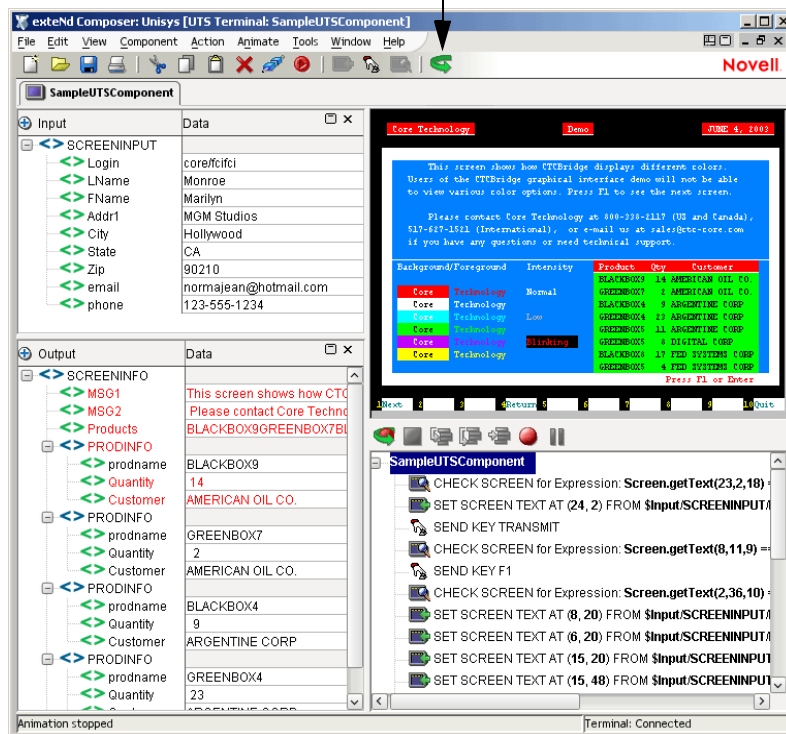 exteNd Composer: Unisys [UTS Terminal: SampleUTSComponent]
File Edit View Component Action Animate Tools Window Help
Novell.
SampleUTSComponent
Input Data
SCREENINPUT
Login core/fcifci
LName Monroe
FName Marilyn
Addr1 MGM Studios
City Hollywood
State CA
Zip 90210
email normajean@hotmail.com
phone 123-555-1234
Output Data
SCREENINFO
MSG1 This screen shows how CTC
MSG2 Please contact Core Techno
Products BLACKBOX9GREENBOX7BL
PRODINFO
prodname BLACKBOX9
Quantity 14
Customer AMERICAN OIL CO.
PRODINFO
prodname GREENBOX7
Quantity 2
Customer AMERICAN OIL CO.
PRODINFO
prodname BLACKBOX4
Quantity 9
Customer ARGENTINE CORP
PRODINFO
prodname GREENBOX4
Quantity 23
Core Technology Demo JUNE 4, 2003
This screen shows how CTCBridge displays different colors.
Users of the CTCBridge graphical interface demo will not be able
to view various color options. Press F1 to see the next screen.
Please contact Core Technology at 800-338-2117 (US and Canada),
517-627-1521 (International), or e-mail us at sales@ctc-core.com
if you have any questions or need technical support.
Background/Foreground Intensity Product Qty Customer
BLACKBOX9 14 AMERICAN OIL CO.
Core Technology Normal GREENBOX7 2 AMERICAN OIL CO.
Core Technology BLACKBOX4 9 ARGENTINE CORP
Core Technology Low GREENBOX4 23 ARGENTINE CORP
Core Technology GREENBOX5 11 ARGENTINE CORP
Core Technology Blinking GREENBOX5 8 DIGITAL CORP
Core Technology BLACKBOX8 17 FED SYSTEMS CORP
GREENBOX5 4 FED SYSTEMS CORP
Press F1 or Enter
1Next 2 3 4Return 5 6 7 8 9 10Quit
SampleUTSComponent
CHECK SCREEN for Expression: Screen.getText(23,2,18) =
SET SCREEN TEXT AT (24, 2) FROM $Input/SCREENINPUT/
SEND KEY TRANSMIT
CHECK SCREEN for Expression: Screen.getText(8,11,9) ==
SEND KEY F1
CHECK SCREEN for Expression: Screen.getText(2,36,10) =
SET SCREEN TEXT AT (8, 20) FROM $Input/SCREENINPUT/
SET SCREEN TEXT AT (6, 20) FROM $Input/SCREENINPUT/
SET SCREEN TEXT AT (15, 20) FROM $Input/SCREENINPUT
SET SCREEN TEXT AT (15, 48) FROM $Input/SCREENINPUT
Animation stopped Terminal: Connected